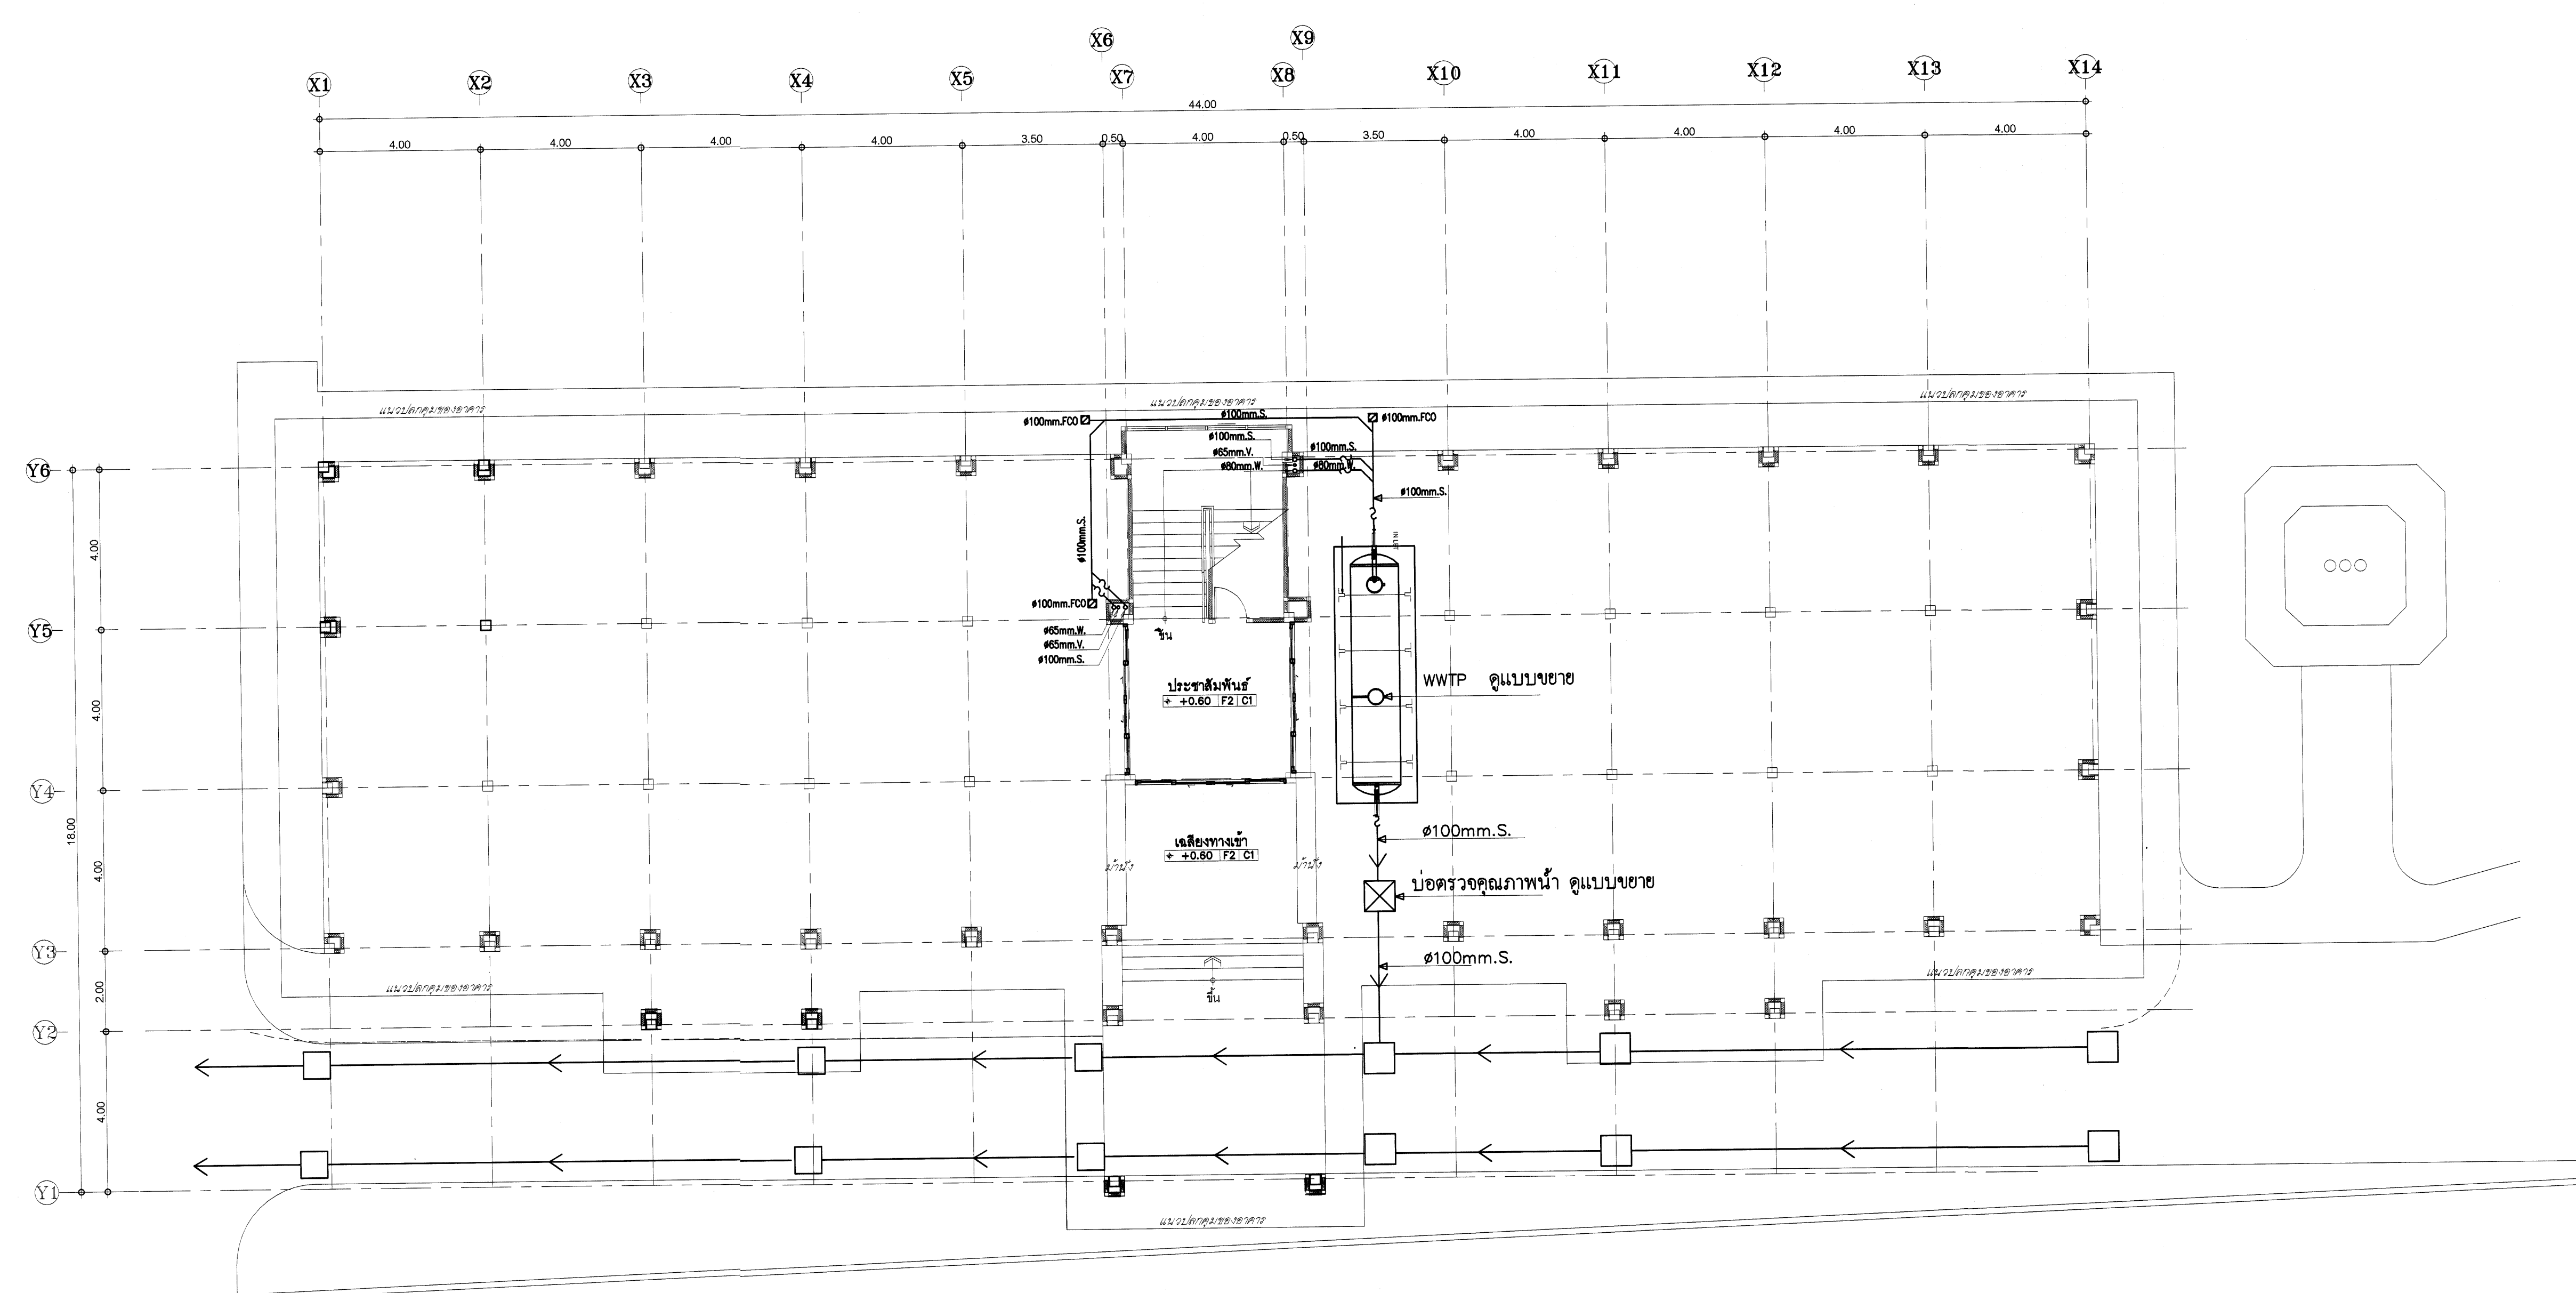 X6 X9
X1 X2 X3 X4 X5 X7 X8 X10 X11 X12 X13 X14
44.00
4.00 4.00 4.00 4.00 3.50 0.50 4.00 0.50 3.50 4.00 4.00 4.00 4.00
แนวปลกคุมของอาคาร แนวปลกคุมของอาคาร แนวปลกคุมของอาคาร
ø100mm.FCO ø100mm.S. ø100mm.FCO
ø100mm.S. ø100mm.S.
ø65mm.V.
ø80mm.W. ø80mm.W.
Y6
ø100mm.S.
ø100mm.S.
INLET
4.00
ø100mm.FCO
Y5
ø65mm.W.
ขึ้น
ø65mm.V.
ø100mm.S.
ประชาสัมพันธ์
+0.60 F2 C1
WWTP ดูแบบขยาย
4.00
Y4
18.00
ø100mm.S.
เฉลียงทางเข้า
+0.60 F2 C1
ม้านั่ง ม้านั่ง
4.00
บ่อตรวจคุณภาพน้ำ ดูแบบขยาย
Y3
ø100mm.S.
แนวปลกคุมของอาคาร แนวปลกคุมของอาคาร
2.00
ขึ้น
Y2
4.00
Y1
แนวปลกคุมของอาคาร